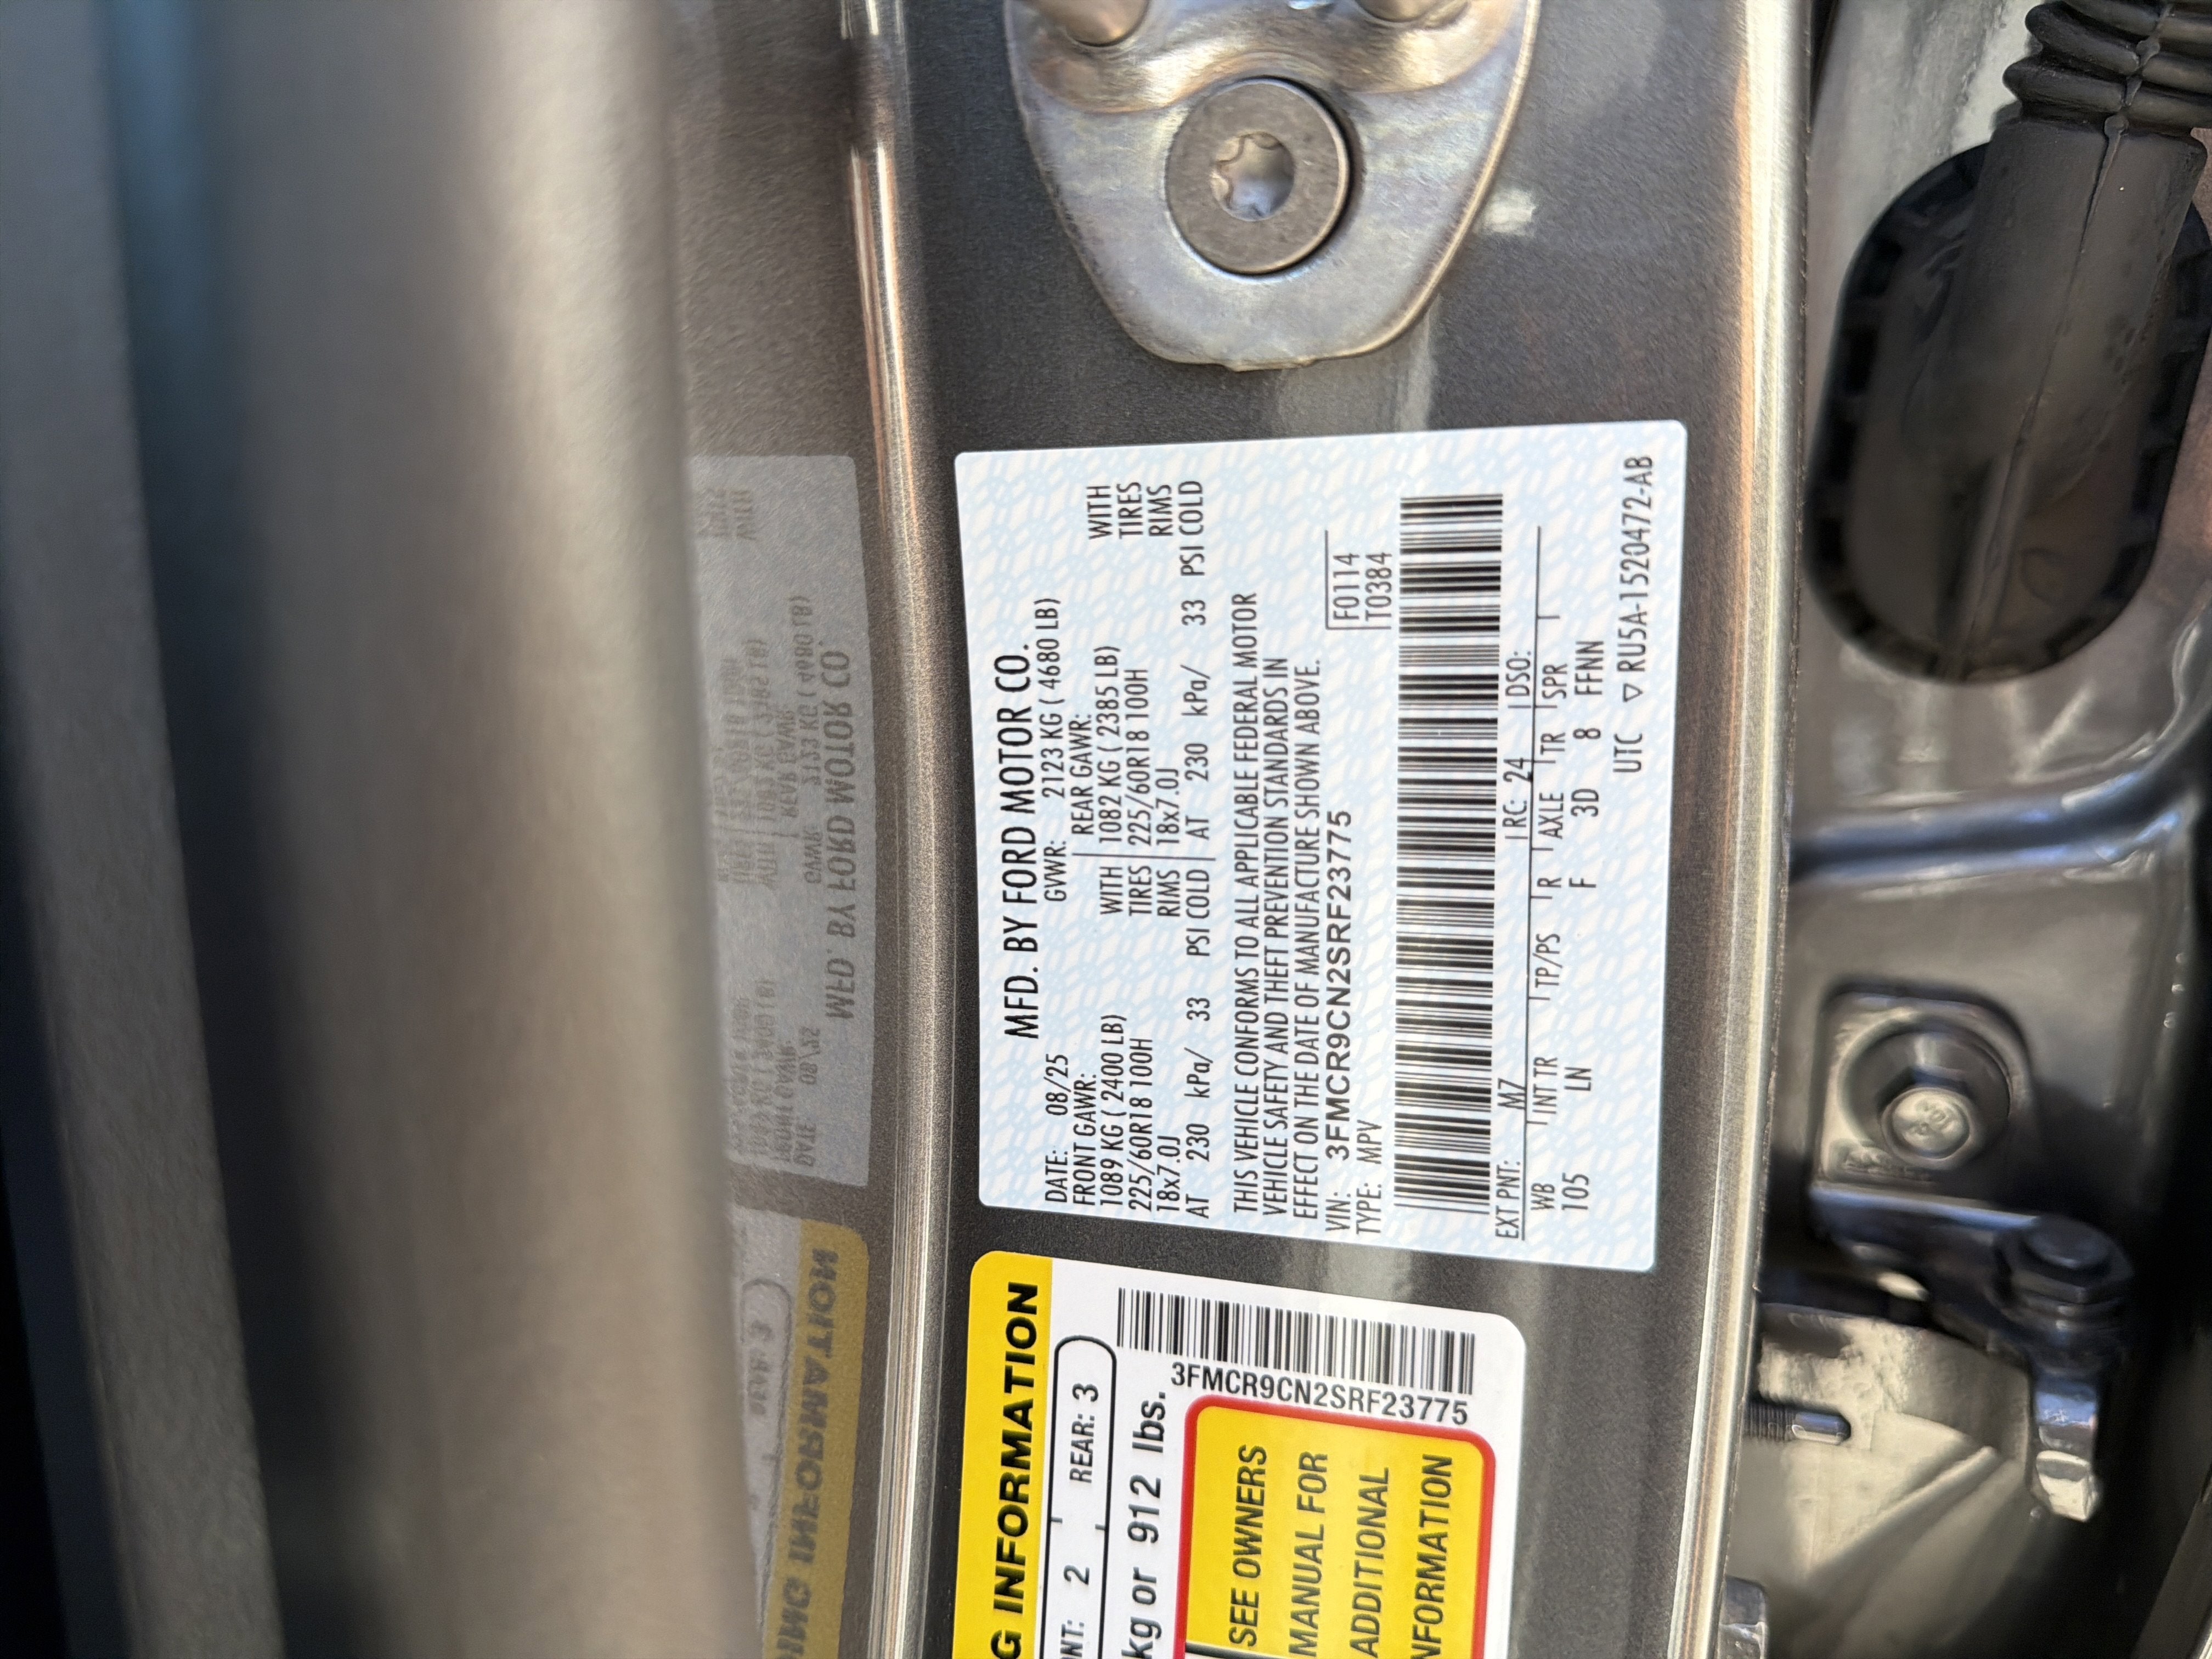 MFD. BY FORD MOTOR CO.
DATE: 08/25 GVWR: 2123 KG ( 4680 LB)
FRONT GAWR: REAR GAWR:
1089 KG ( 2400 LB) WITH 1082 KG ( 2385 LB) WITH
225/60R18 100H TIRES 225/60R18 100H TIRES
18x7.0J RIMS 18x7.0J RIMS
AT 230 kPa/ 33 PSI COLD AT 230 kPa/ 33 PSI COLD
THIS VEHICLE CONFORMS TO ALL APPLICABLE FEDERAL MOTOR
VEHICLE SAFETY AND THEFT PREVENTION STANDARDS IN
EFFECT ON THE DATE OF MANUFACTURE SHOWN ABOVE.
VIN: 3FMCR9CN2SRF23775 F0114
TYPE: MPV T0384
EXT PNT: MZ RC: 24 DSO:
WB INT TR TP/PS R AXLE TR SPR
105 LN F 3D 8 FFNN
UTC ▽ RU5A-1520472-AB
G INFORMATION
NT: 2 REAR: 3
kg or 912 lbs.
3FMCR9CN2SRF23775
SEE OWNERS
MANUAL FOR
ADDITIONAL
NFORMATION